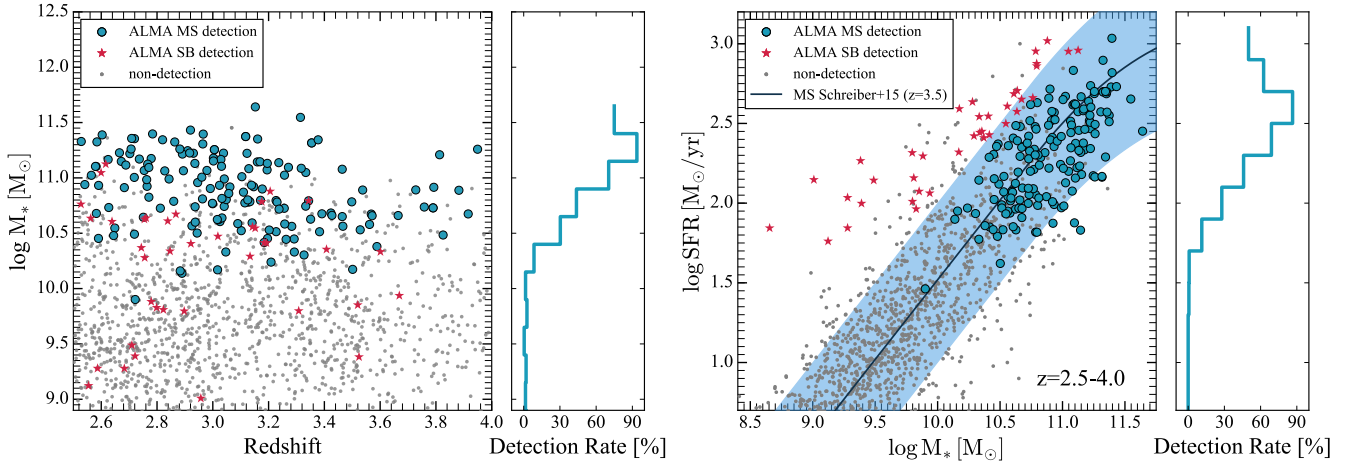 ALMA MS detection
ALMA SB detection
non-detection
12.5
12.0
11.5
11.0
10.5
10.0
9.5
9.0
log M* [M⊙]
2.6 2.8 3.0 3.2 3.4 3.6 3.8 4.0
Redshift
0 30 60 90
Detection Rate [%]
ALMA MS detection
ALMA SB detection
non-detection
MS Schreiber+15 (z=3.5)
3.0
2.5
2.0
1.5
1.0
log SFR [M⊙/yr]
z=2.5-4.0
8.5 9.0 9.5 10.0 10.5 11.0 11.5
log M* [M⊙]
0 30 60 90
Detection Rate [%]